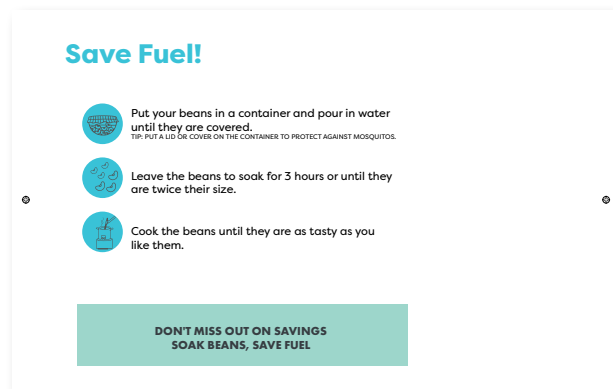 Save Fuel!
Put your beans in a container and pour in water
until they are covered.
TIP: PUT A LID OR COVER ON THE CONTAINER TO PROTECT AGAINST MOSQUITOS.
Leave the beans to soak for 3 hours or until they
are twice their size.
Cook the beans until they are as tasty as you
like them.
DON'T MISS OUT ON SAVINGS
SOAK BEANS, SAVE FUEL